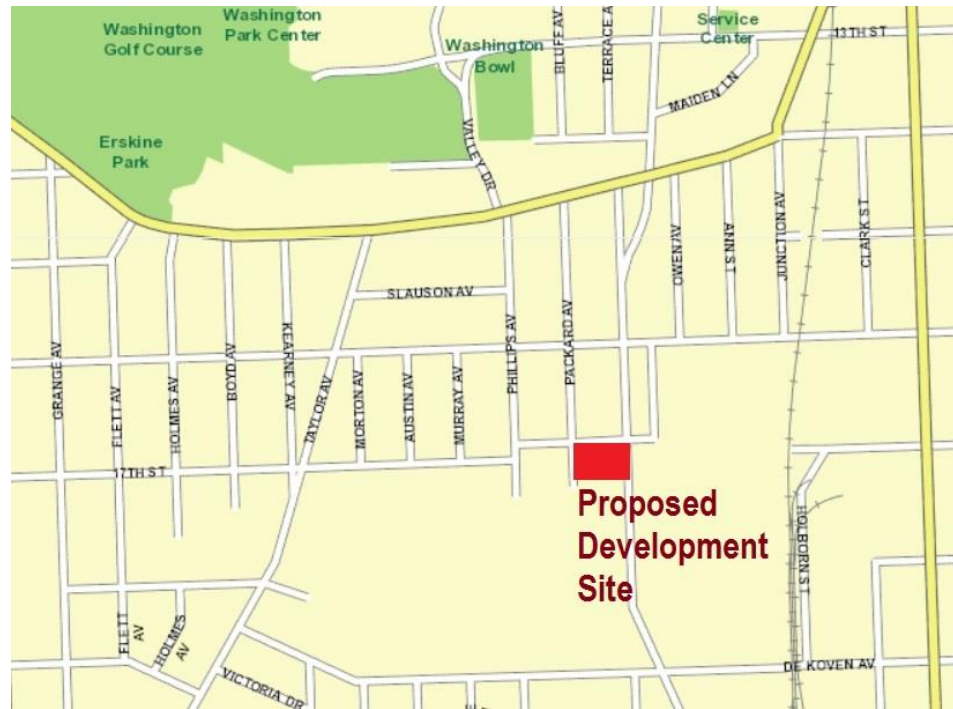 Washington
Golf Course
Washington
Park Center
Washington
Bowl
Service
Center
13TH ST
BLUFF AV
TERRACE A
MAIDEN LN
Erskine
Park
VALLEY DR
OWEN AV
ANN ST
JUNCTION AV
CLARK ST
SLAUSON AV
GRANGE AV
FLETT AV
HOLMES AV
BOYD AV
KEARNEY AV
TAYLOR AV
MORTON AV
AUSTIN AV
MURRAY AV
PHILLIPS AV
PACKARD AV
17TH ST
Proposed
Development
Site
HOLBORN ST
FLETT
AV
HOLMES
AV
VICTORIA DR
DE KOVEN AV